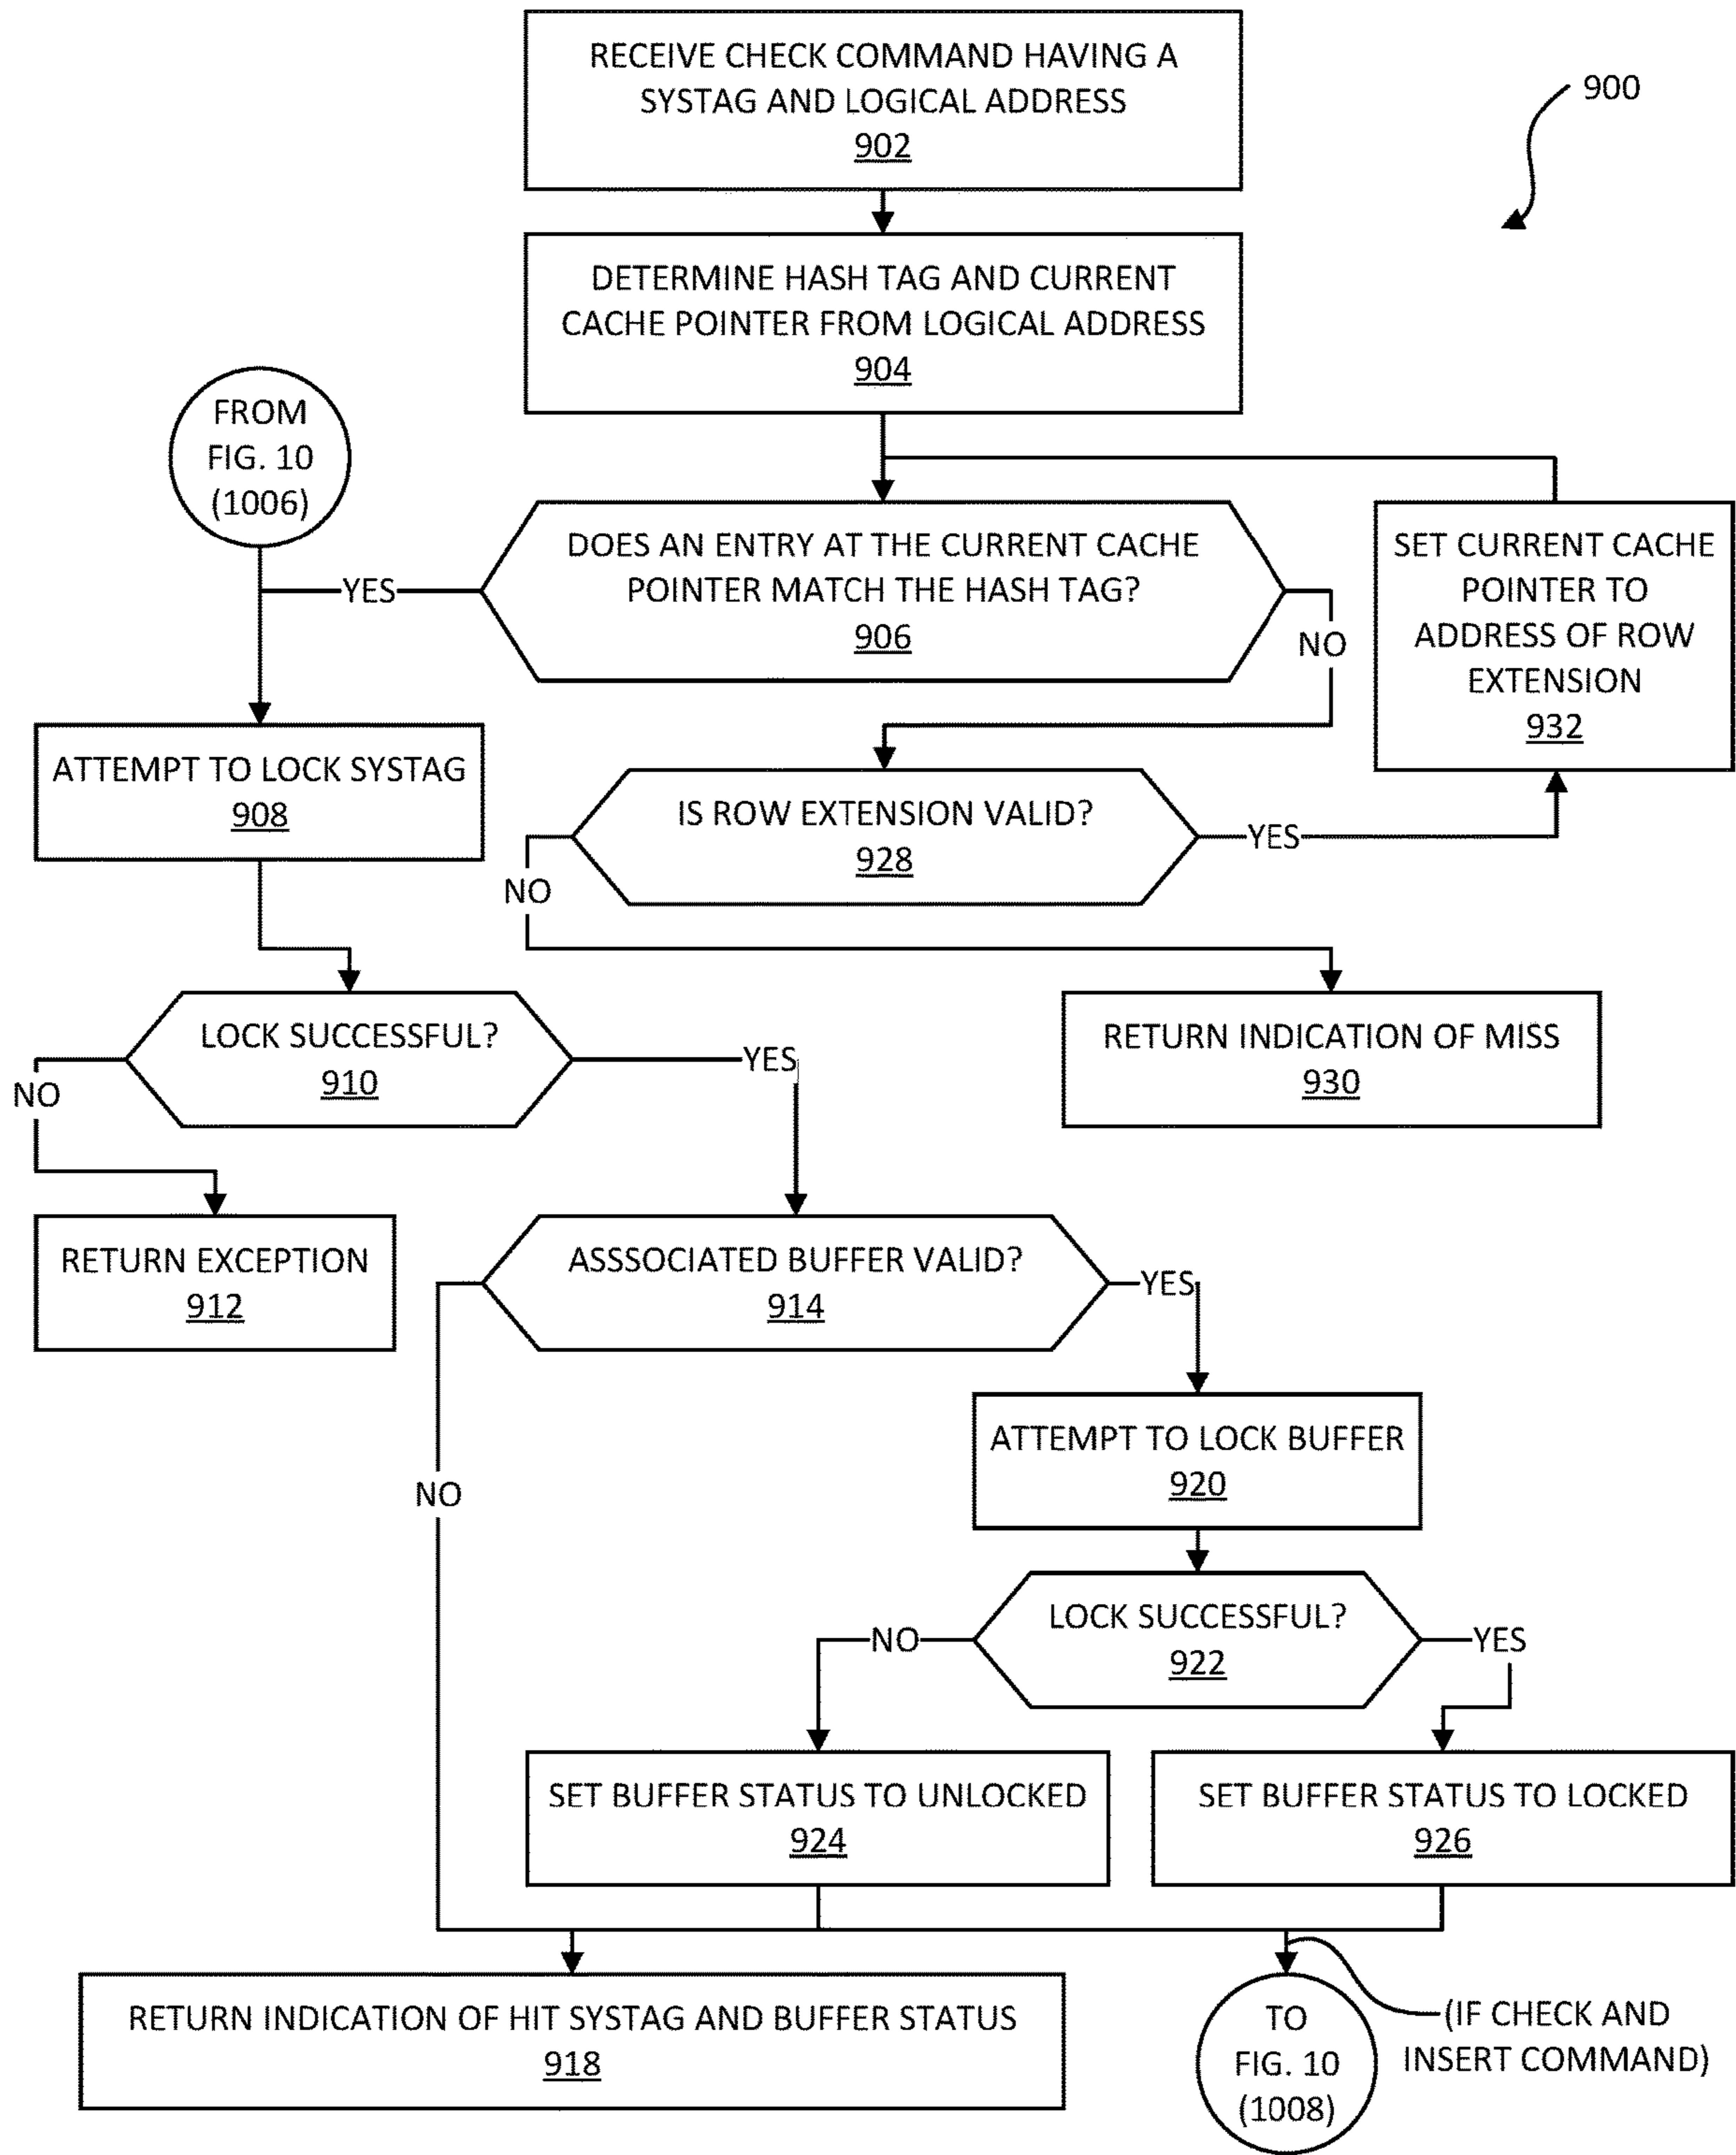 RECEIVE CHECK COMMAND HAVING A
SYSTAG AND LOGICAL ADDRESS
902
900
DETERMINE HASH TAG AND CURRENT
CACHE POINTER FROM LOGICAL ADDRESS
904
FROM
FIG. 10
(1006)
DOES AN ENTRY AT THE CURRENT CACHE
POINTER MATCH THE HASH TAG?
906
YES
NO
SET CURRENT CACHE
POINTER TO
ADDRESS OF ROW
EXTENSION
932
ATTEMPT TO LOCK SYSTAG
908
IS ROW EXTENSION VALID?
928
YES
NO
LOCK SUCCESSFUL?
910
YES
NO
RETURN INDICATION OF MISS
930
RETURN EXCEPTION
912
ASSSOCIATED BUFFER VALID?
914
YES
NO
ATTEMPT TO LOCK BUFFER
920
LOCK SUCCESSFUL?
922
NO
YES
SET BUFFER STATUS TO UNLOCKED
924
SET BUFFER STATUS TO LOCKED
926
RETURN INDICATION OF HIT SYSTAG AND BUFFER STATUS
918
TO
FIG. 10
(1008)
(IF CHECK AND
INSERT COMMAND)